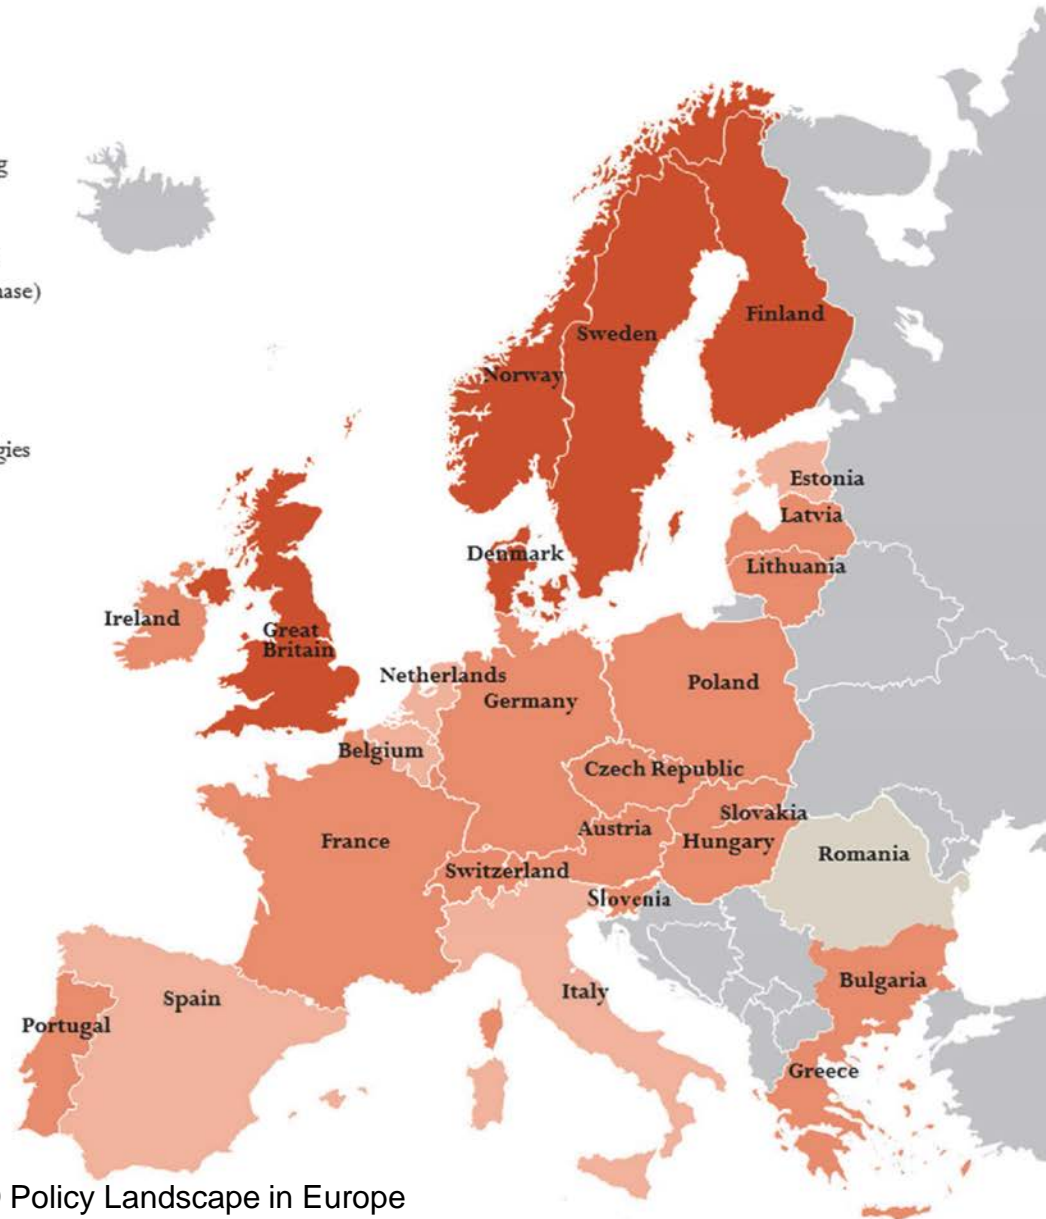 g
ase)
gies
Finland
Sweden
Norway
Estonia
Latvia
Denmark
Lithuania
Ireland
Great
Britain
Netherlands
Poland
Germany
Belgium
Czech Republic
Slovakia
Austria
France
Hungary
Romania
Switzerland
Slovenia
Bulgaria
Italy
Spain
Portugal
Greece
Policy Landscape in Europe